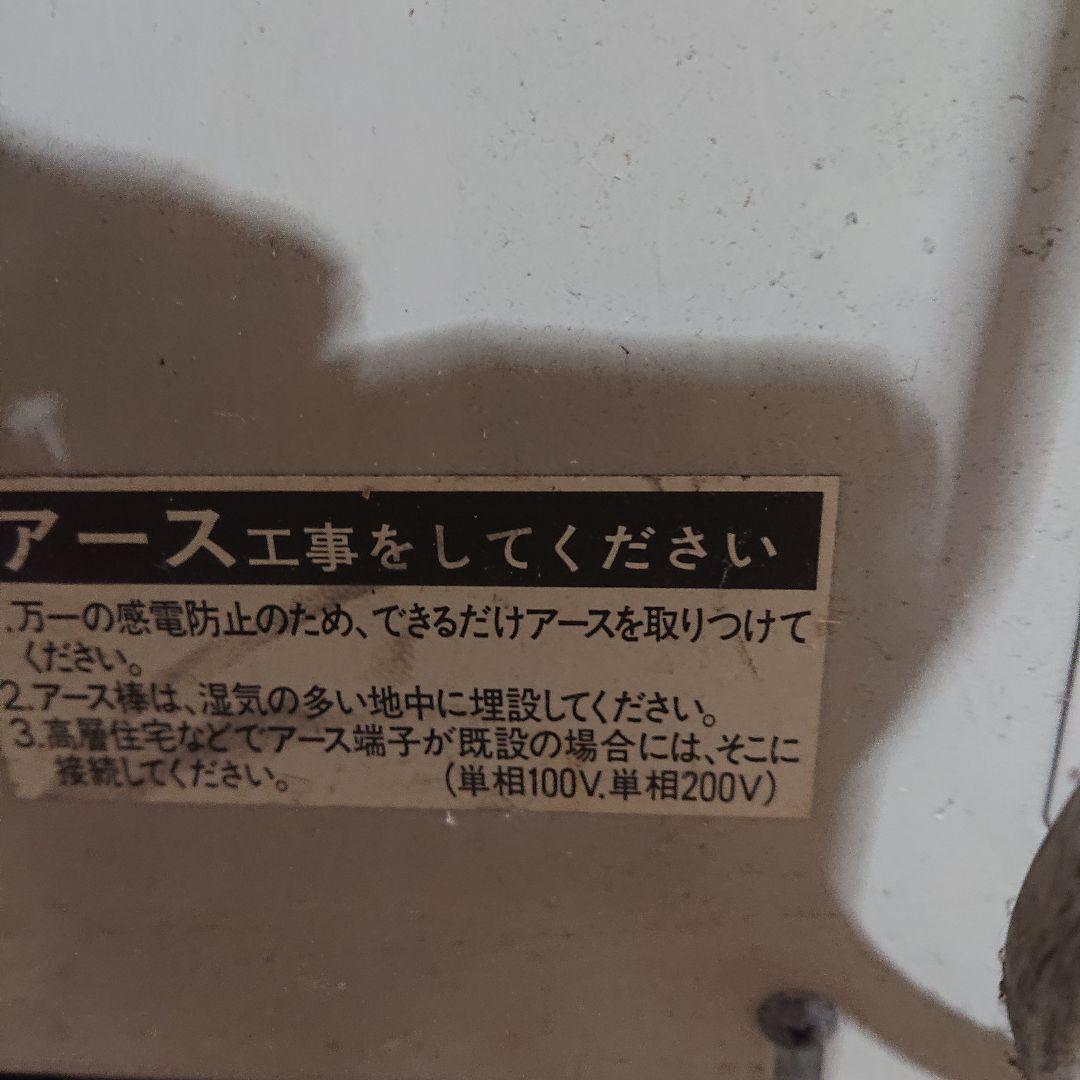 アース工事をしてください
.万一の感電防止のため、できるだけアースを取りつけて
ください。
2.アース棒は、湿気の多い地中に埋設してください。
3.高層住宅などでアース端子が既設の場合には、そこに
接続してください。 (単相100V.単相200V)